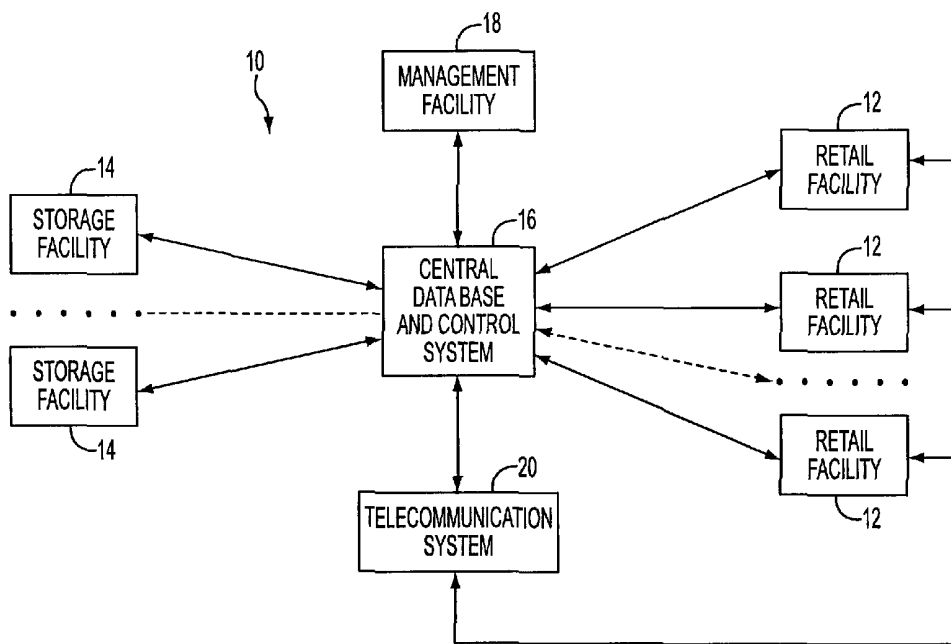 18
MANAGEMENT
FACILITY
10
12
RETAIL
FACILITY
14
STORAGE
FACILITY
16
CENTRAL
DATA BASE
AND CONTROL
SYSTEM
12
RETAIL
FACILITY
STORAGE
FACILITY
14
RETAIL
FACILITY
12
20
TELECOMMUNICATION
SYSTEM